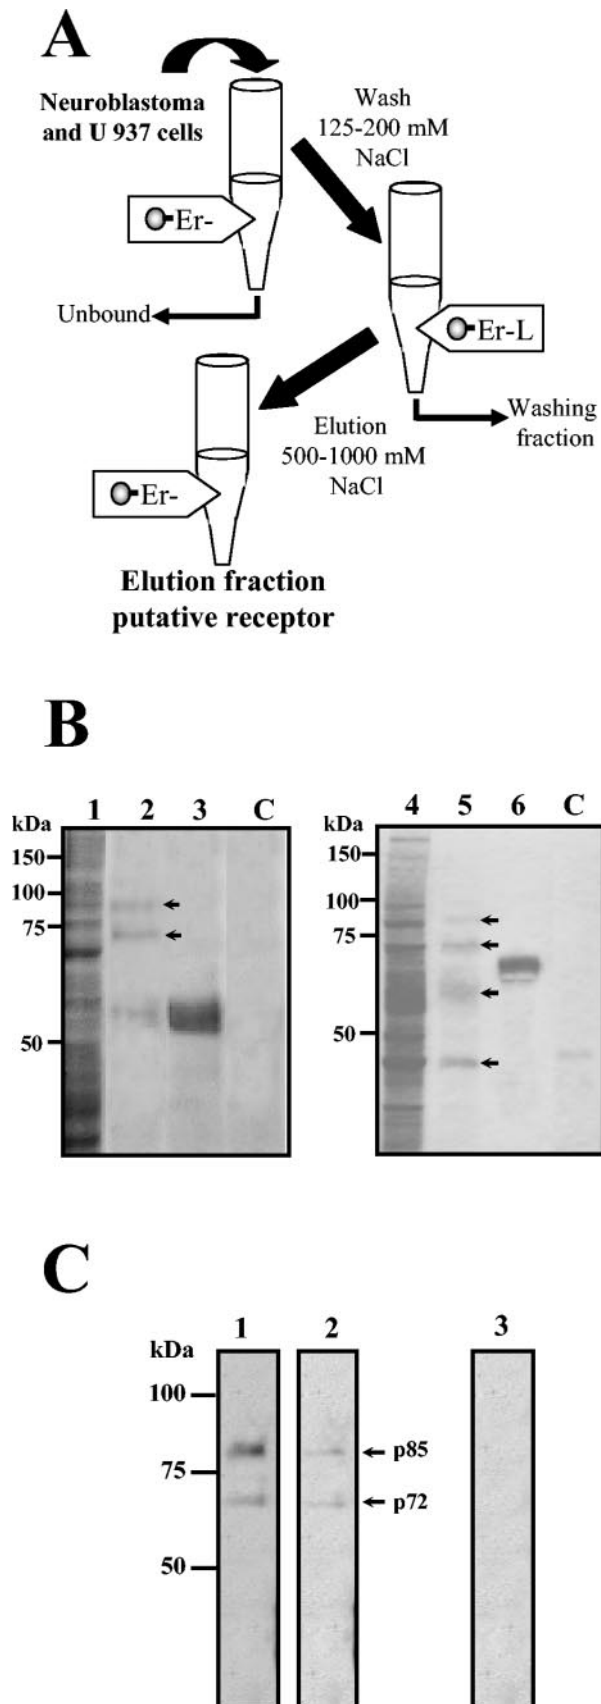 A
Neuroblastoma
and U 937 cells
Wash
125-200 mM
NaCl
Er-
Unbound
Er-L
Washing
fraction
Elution
500-1000 mM
NaCl
Er-
Elution fraction
putative receptor
B
kDa 1 2 3 C
150
100
75
50
kDa 4 5 6 C
150
100
75
50
C
kDa 1 2 3
100
75
50
p85
p72